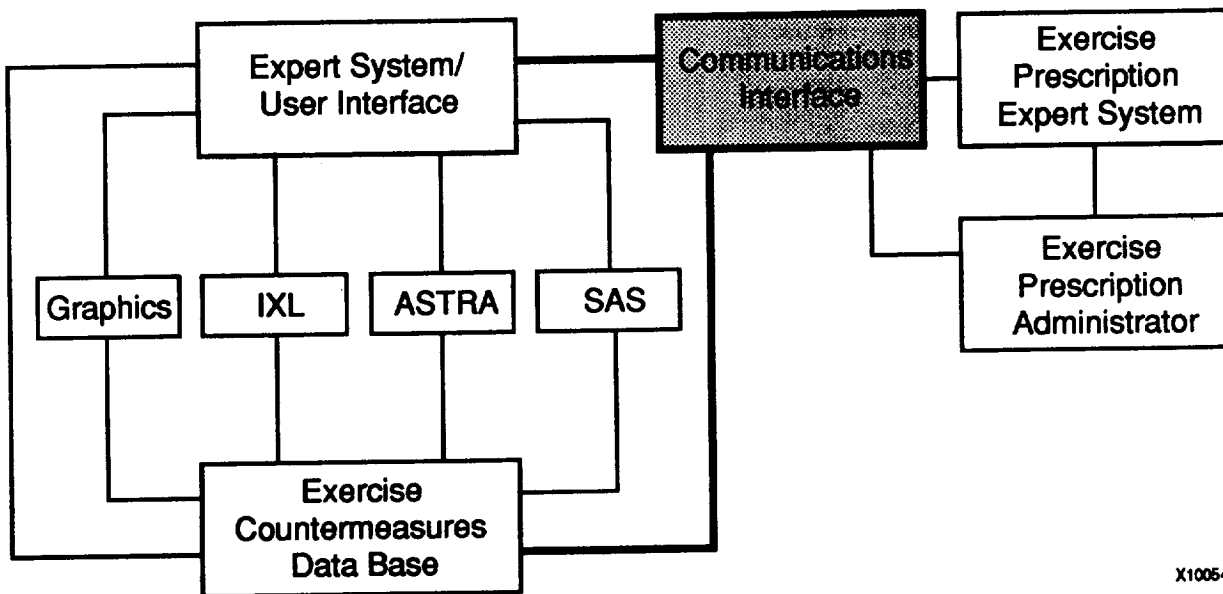 Expert System/
User Interface
Communications
Interface
Exercise
Prescription
Expert System
Graphics
IXL
ASTRA
SAS
Exercise
Prescription
Administrator
Exercise
Countermeasures
Data Base
X10054